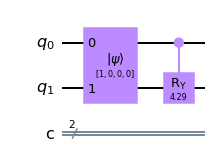 q0 0 |ψ⟩
[1, 0, 0, 0]
q1 1 RY
4.29
2
c